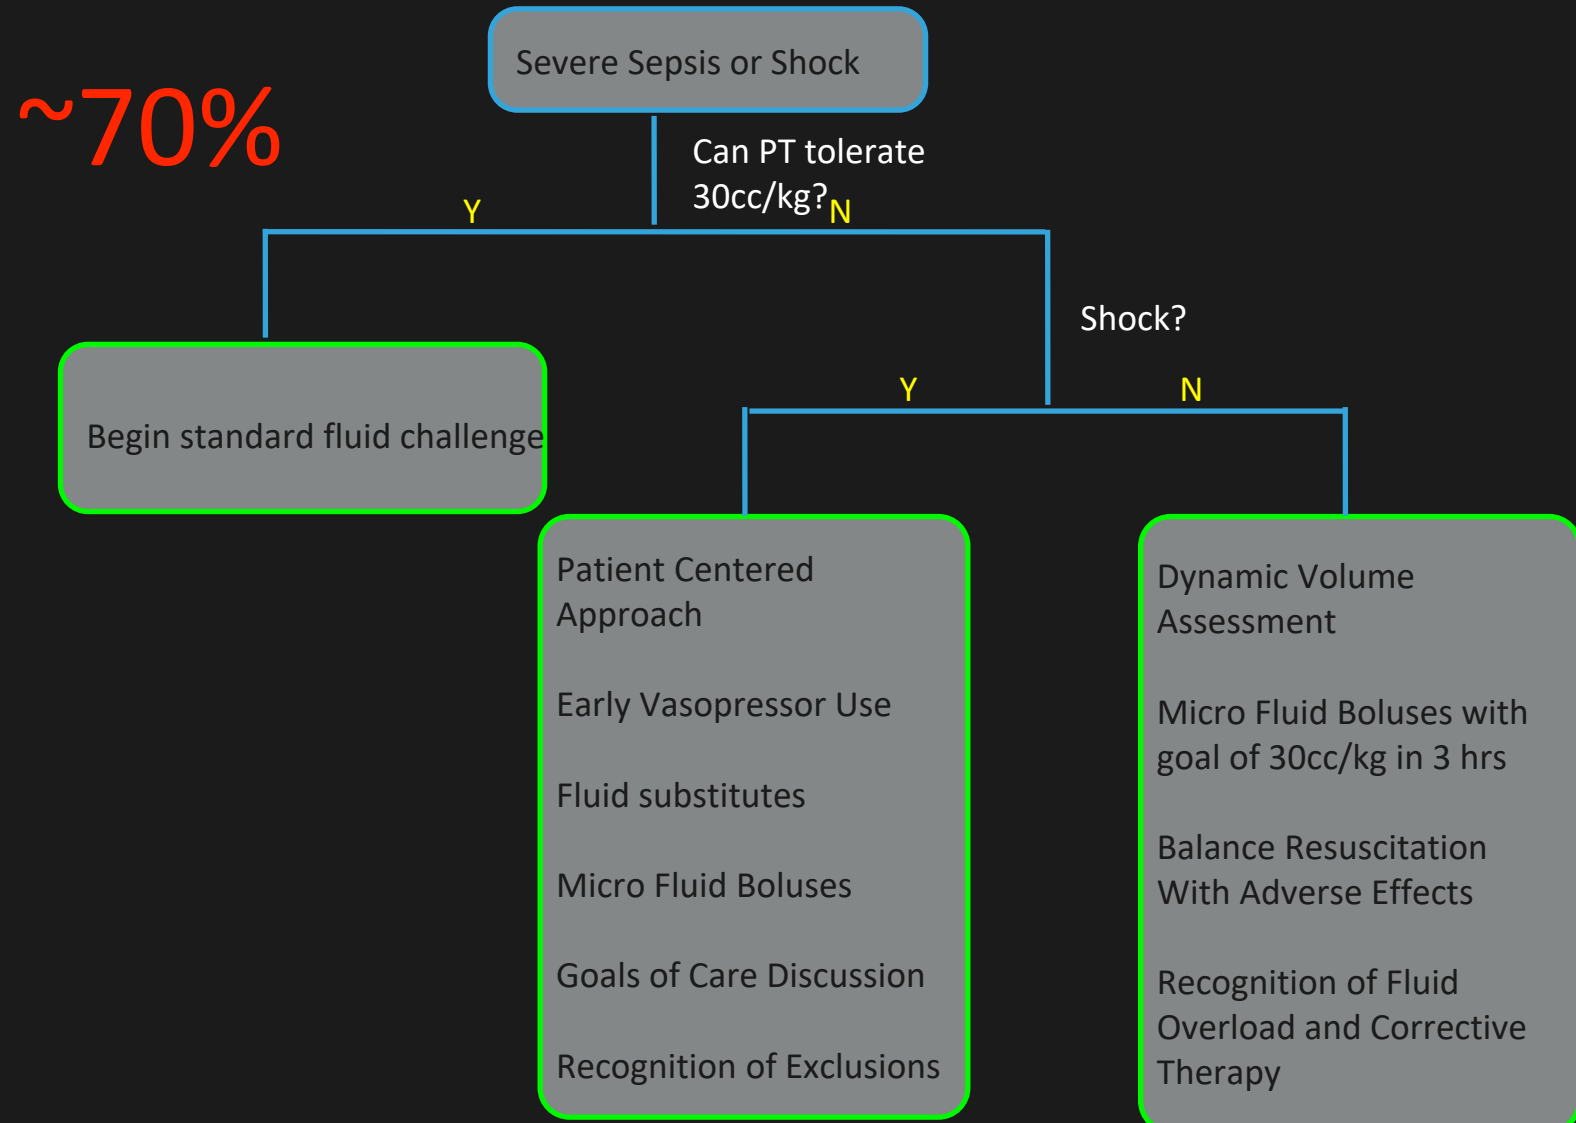 Severe Sepsis or Shock
~70%
Can PT tolerate
30cc/kg?
Y
N
Shock?
Y
N
Begin standard fluid challenge
Patient Centered
Approach
Early Vasopressor Use
Fluid substitutes
Micro Fluid Boluses
Goals of Care Discussion
Recognition of Exclusions
Dynamic Volume
Assessment
Micro Fluid Boluses with
goal of 30cc/kg in 3 hrs
Balance Resuscitation
With Adverse Effects
Recognition of Fluid
Overload and Corrective
Therapy